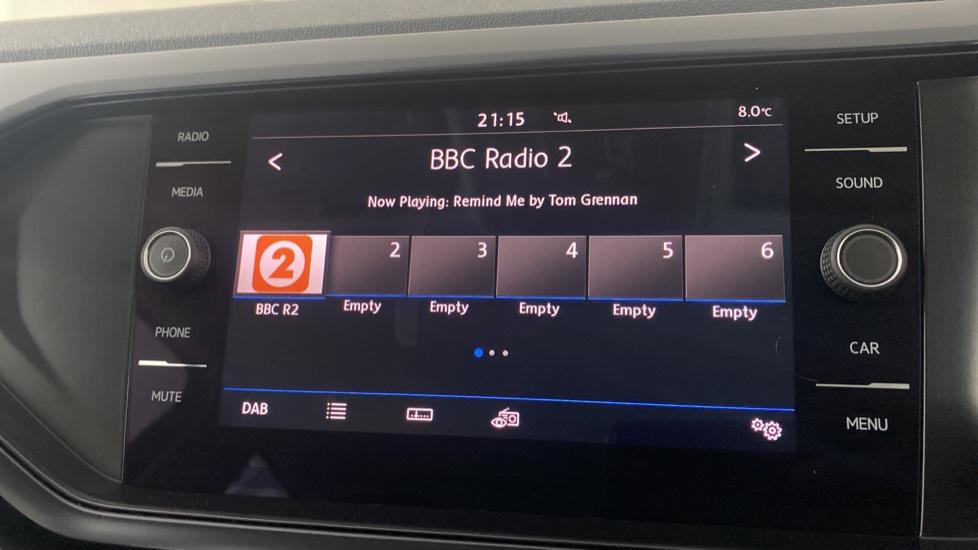 21:15 8.0°C
BBC Radio 2
Now Playing: Remind Me by Tom Grennan
2 2 3 4 5 6
BBC R2 Empty Empty Empty Empty Empty
DAB
RADIO
MEDIA
PHONE
MUTE
SETUP
SOUND
CAR
MENU